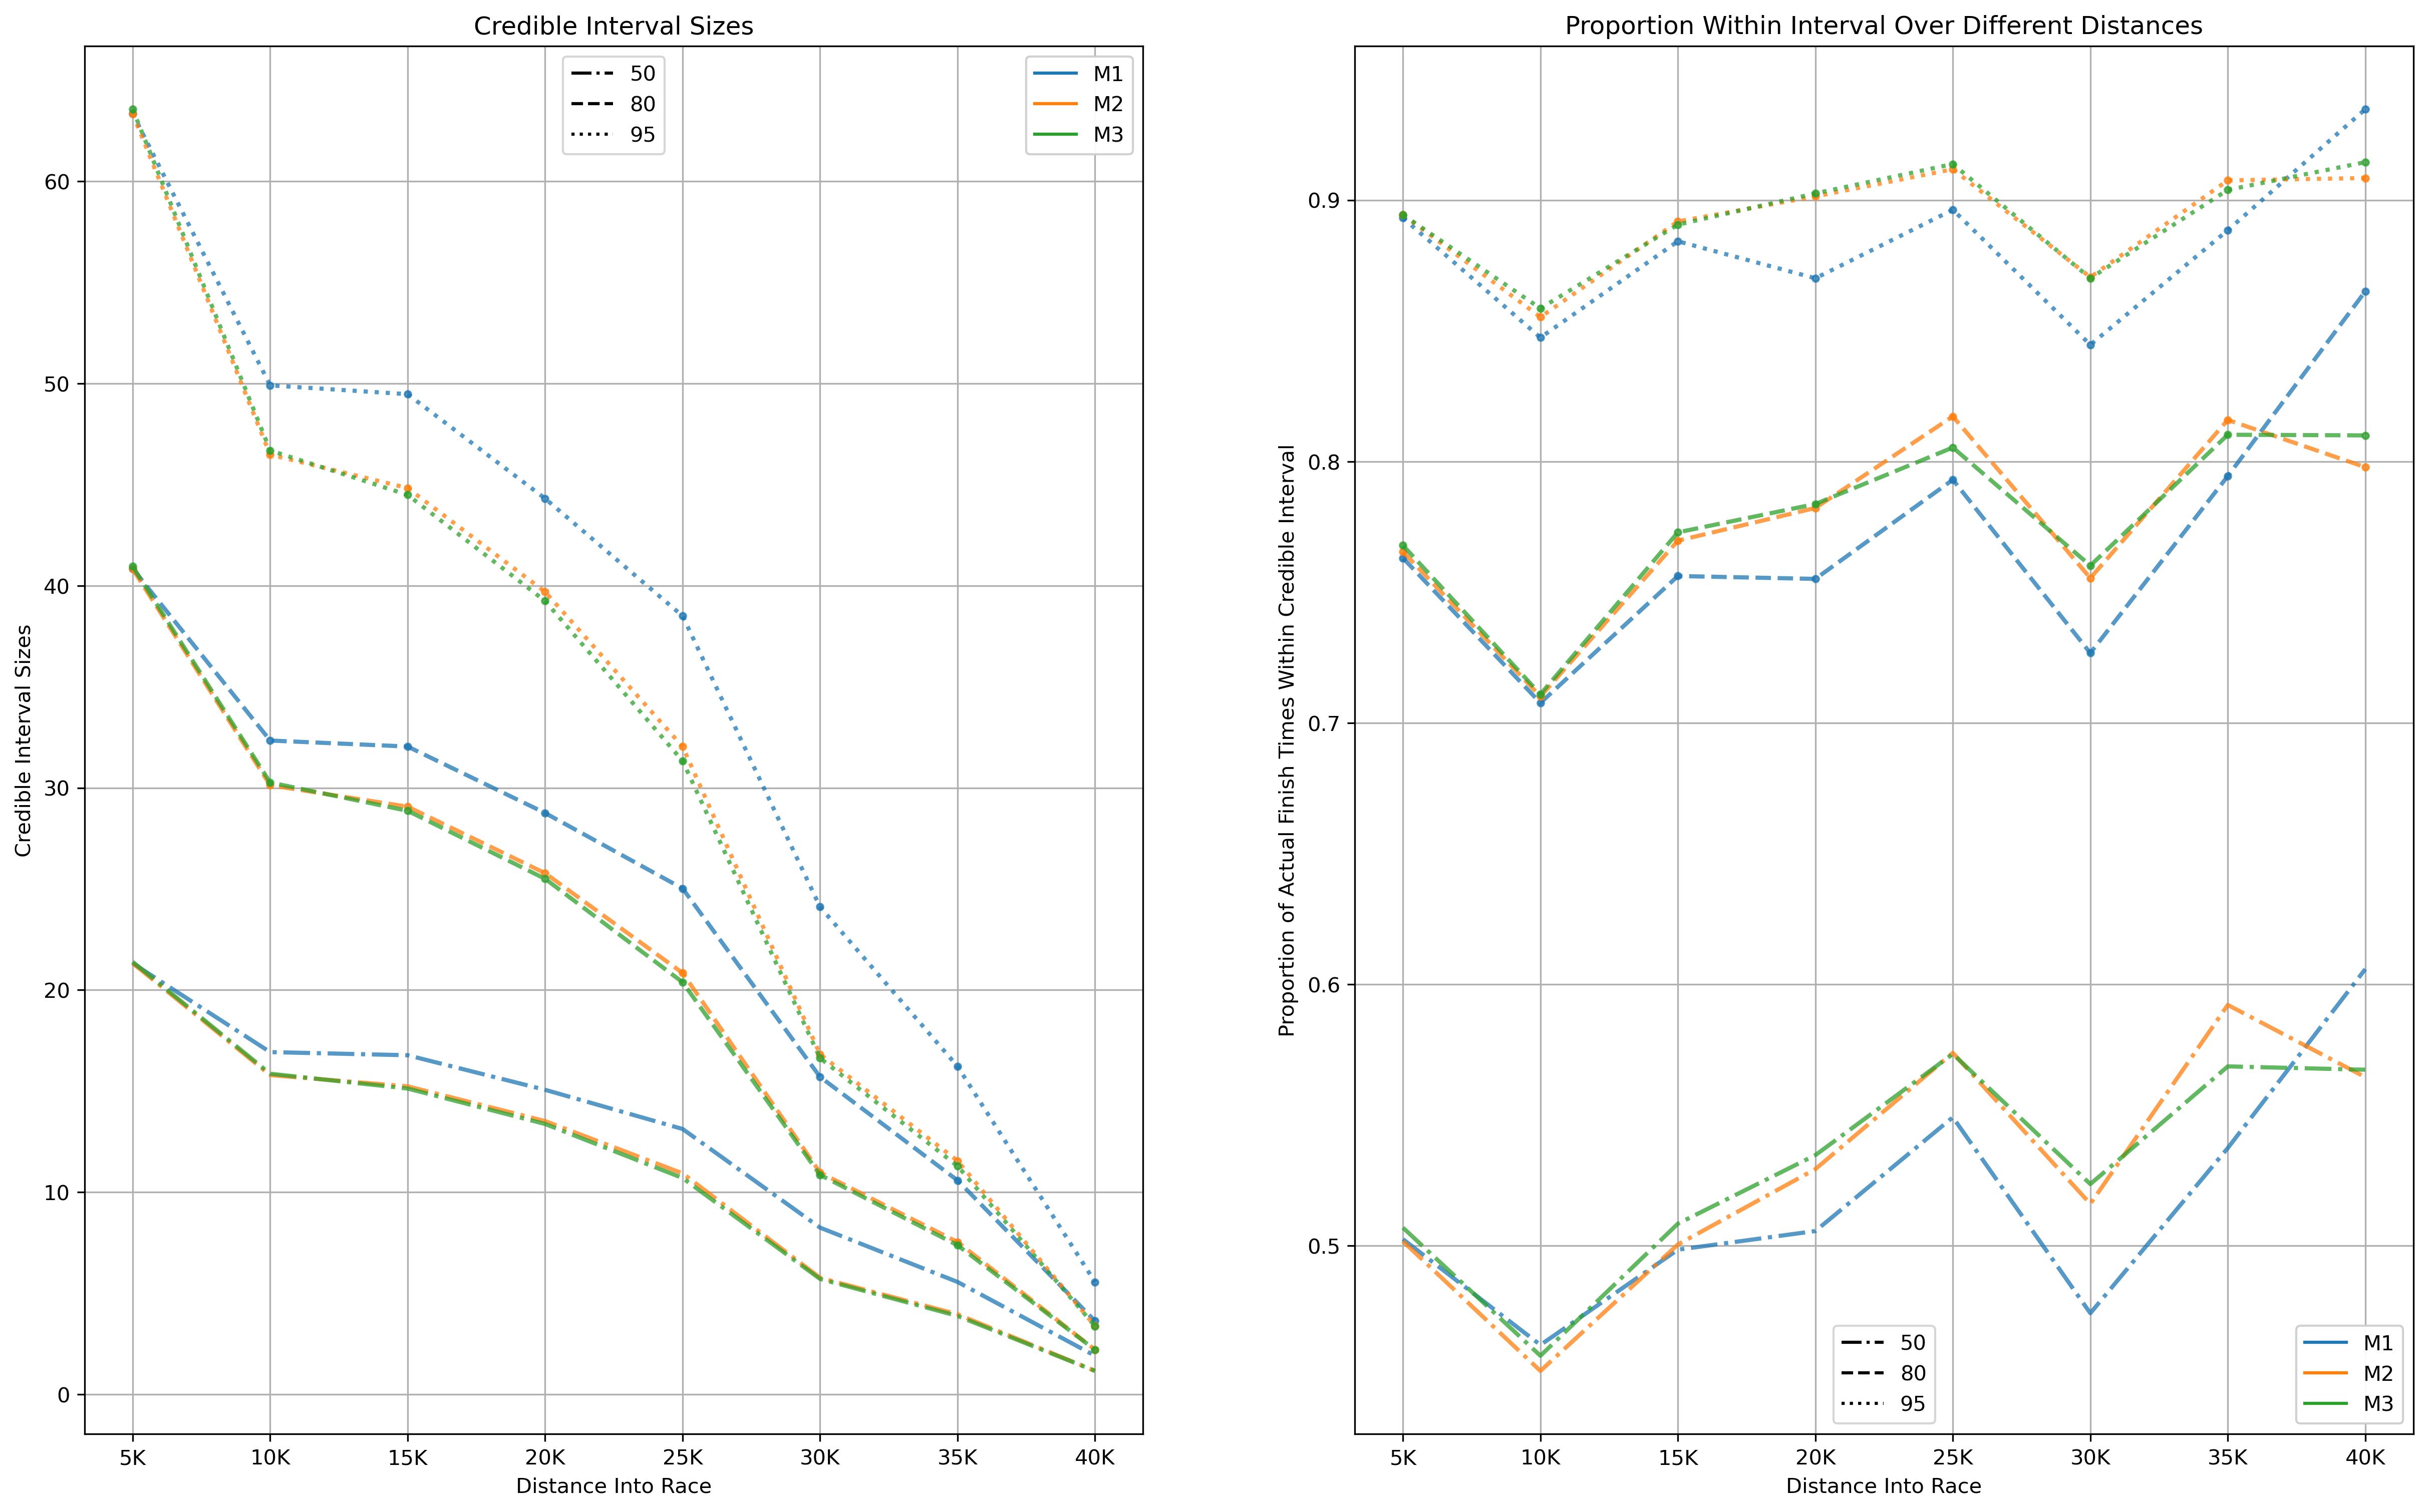 Credible Interval Sizes
50
80
95
M1
M2
M3
Credible Interval Sizes
60
50
40
30
20
10
0
5K 10K 15K 20K 25K 30K 35K 40K
Distance Into Race
Proportion Within Interval Over Different Distances
Proportion of Actual Finish Times Within Credible Interval
0.9
0.8
0.7
0.6
0.5
50
80
95
M1
M2
M3
5K 10K 15K 20K 25K 30K 35K 40K
Distance Into Race